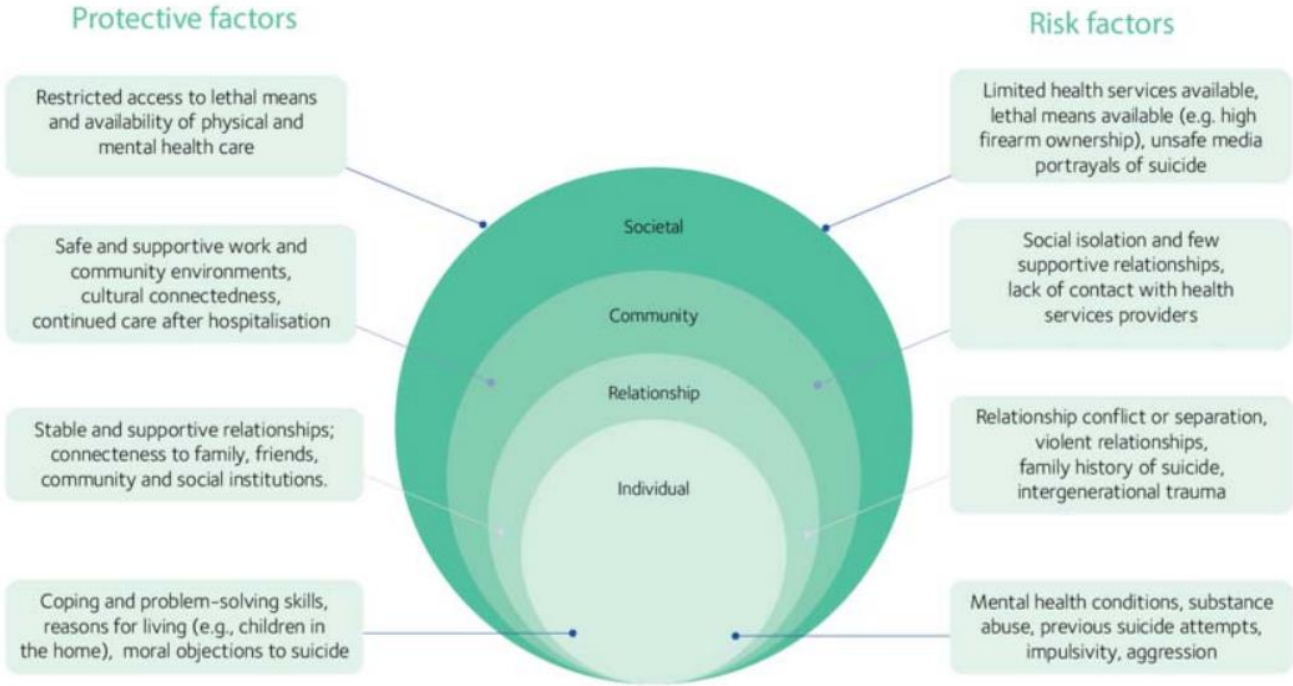 Protective factors
Restricted access to lethal means
and availability of physical and
mental health care
Safe and supportive work and
community environments,
cultural connectedness,
continued care after hospitalisation
Stable and supportive relationships;
connecteness to family, friends,
community and social institutions.
Coping and problem-solving skills,
reasons for living (e.g., children in
the home), moral objections to suicide
Societal
Community
Relationship
Individual
Risk factors
Limited health services available,
lethal means available (e.g. high
firearm ownership), unsafe media
portrayals of suicide
Social isolation and few
supportive relationships,
lack of contact with health
services providers
Relationship conflict or separation,
violent relationships,
family history of suicide,
intergenerational trauma
Mental health conditions, substance
abuse, previous suicide attempts,
impulsivity, aggression